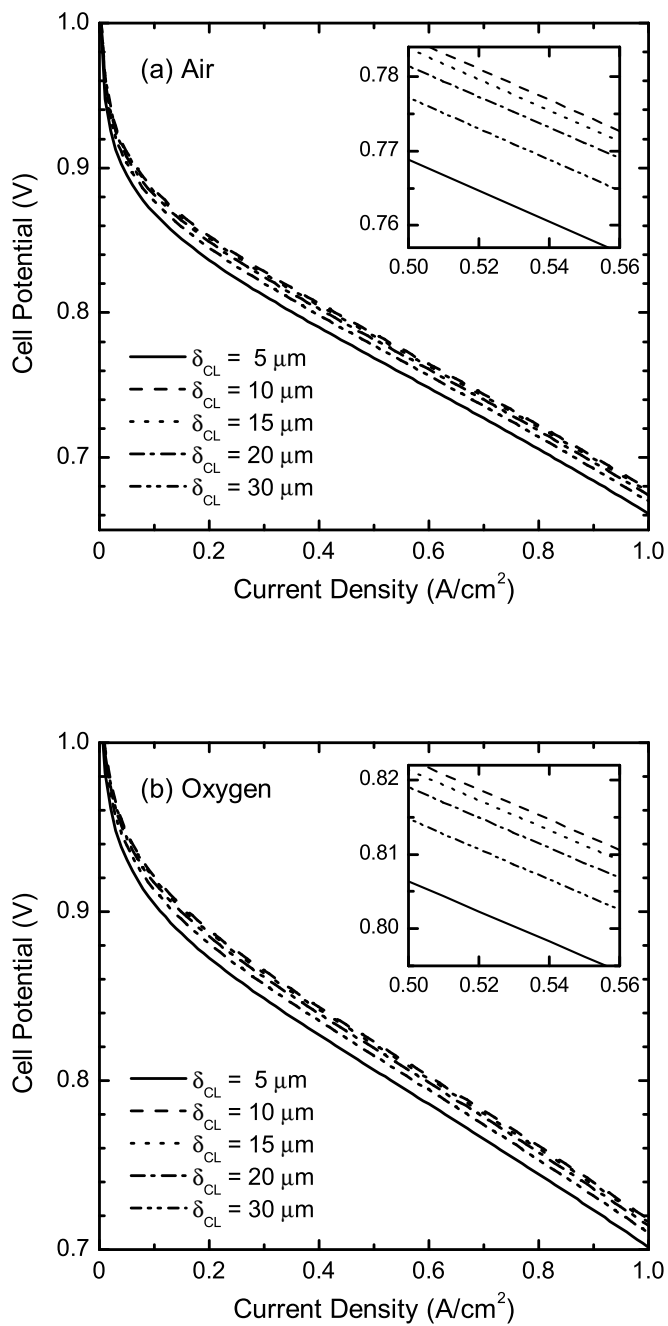 (a) Air
1.0
0.9
0.8
0.7
Cell Potential (V)
0.78
0.77
0.76
0.50 0.52 0.54 0.56
δCL = 5 μm
δCL = 10 μm
δCL = 15 μm
δCL = 20 μm
δCL = 30 μm
0 0.2 0.4 0.6 0.8 1.0
Current Density (A/cm²)
(b) Oxygen
1.0
0.9
0.8
0.7
Cell Potential (V)
0.82
0.81
0.80
0.50 0.52 0.54 0.56
δCL = 5 μm
δCL = 10 μm
δCL = 15 μm
δCL = 20 μm
δCL = 30 μm
0 0.2 0.4 0.6 0.8 1.0
Current Density (A/cm²)